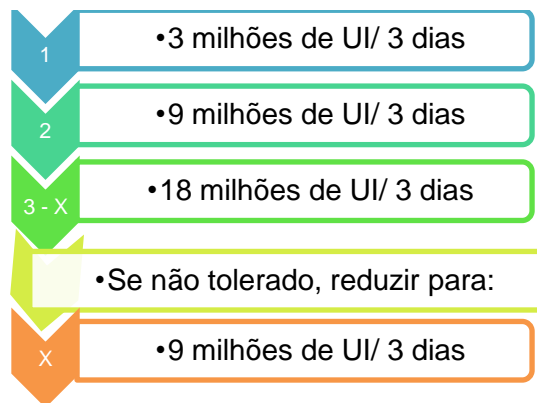 1
•3 milhões de UI/ 3 dias
2
•9 milhões de UI/ 3 dias
3 - X
•18 milhões de UI/ 3 dias
•Se não tolerado, reduzir para:
X
•9 milhões de UI/ 3 dias